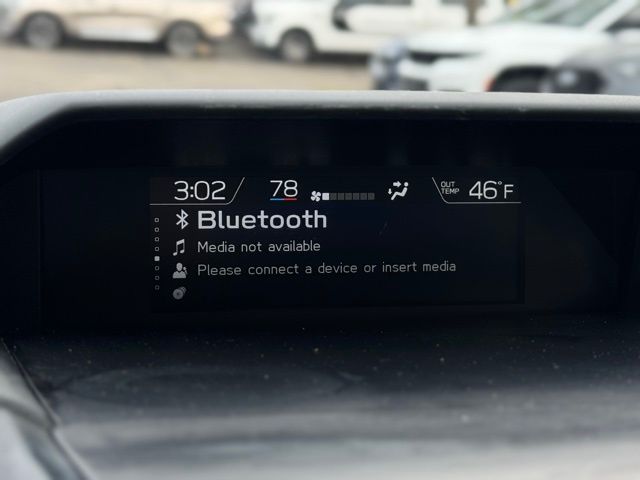 3:02 78 OUT TEMP 46°F
Bluetooth
Media not available
Please connect a device or insert media